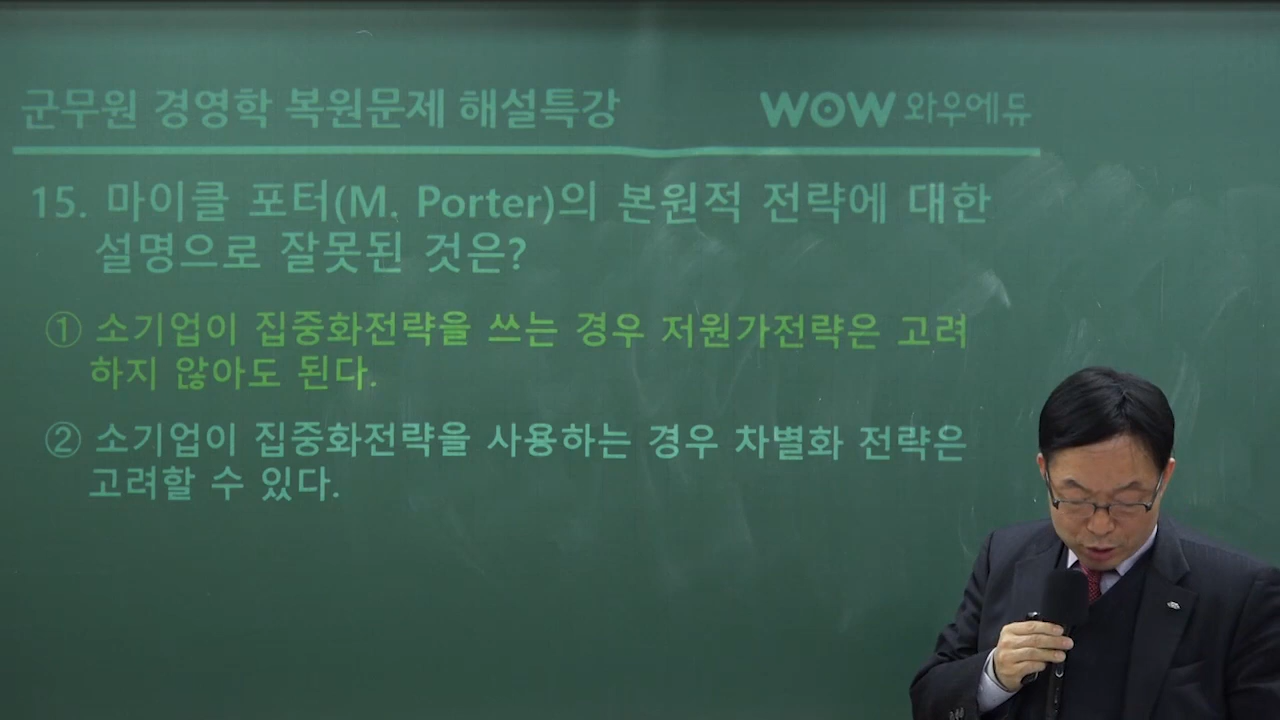 군무원 경영학 복원문제 해설특강
WOW 와우에듀
15. 마이클 포터(M. Porter)의 본원적 전략에 대한
설명으로 잘못된 것은?
① 소기업이 집중화전략을 쓰는 경우 저원가전략은 고려
하지 않아도 된다.
② 소기업이 집중화전략을 사용하는 경우 차별화 전략은
고려할 수 있다.